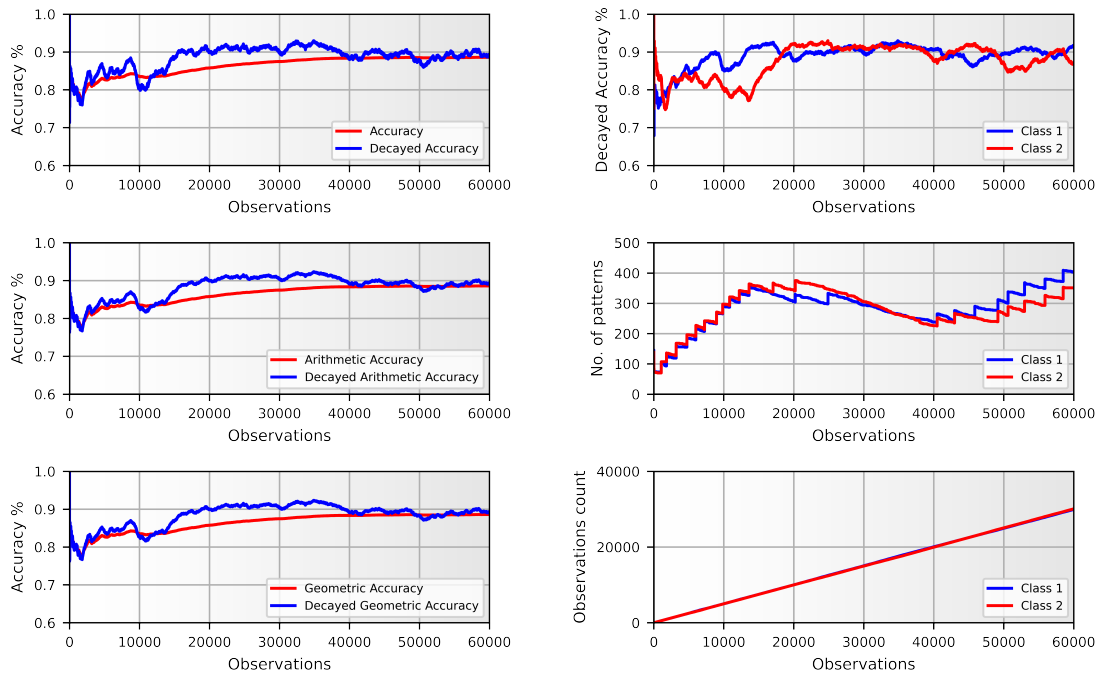 1.0
0.9
0.8
0.7
0.6
Accuracy %
Accuracy
Decayed Accuracy
0 10000 20000 30000 40000 50000 60000
Observations
1.0
0.9
0.8
0.7
0.6
Decayed Accuracy %
Class 1
Class 2
0 10000 20000 30000 40000 50000 60000
Observations
1.0
0.9
0.8
0.7
0.6
Accuracy %
Arithmetic Accuracy
Decayed Arithmetic Accuracy
0 10000 20000 30000 40000 50000 60000
Observations
500
400
300
200
100
0
No. of patterns
Class 1
Class 2
0 10000 20000 30000 40000 50000 60000
Observations
1.0
0.9
0.8
0.7
0.6
Accuracy %
Geometric Accuracy
Decayed Geometric Accuracy
0 10000 20000 30000 40000 50000 60000
Observations
40000
20000
0
Observations count
Class 1
Class 2
0 10000 20000 30000 40000 50000 60000
Observations